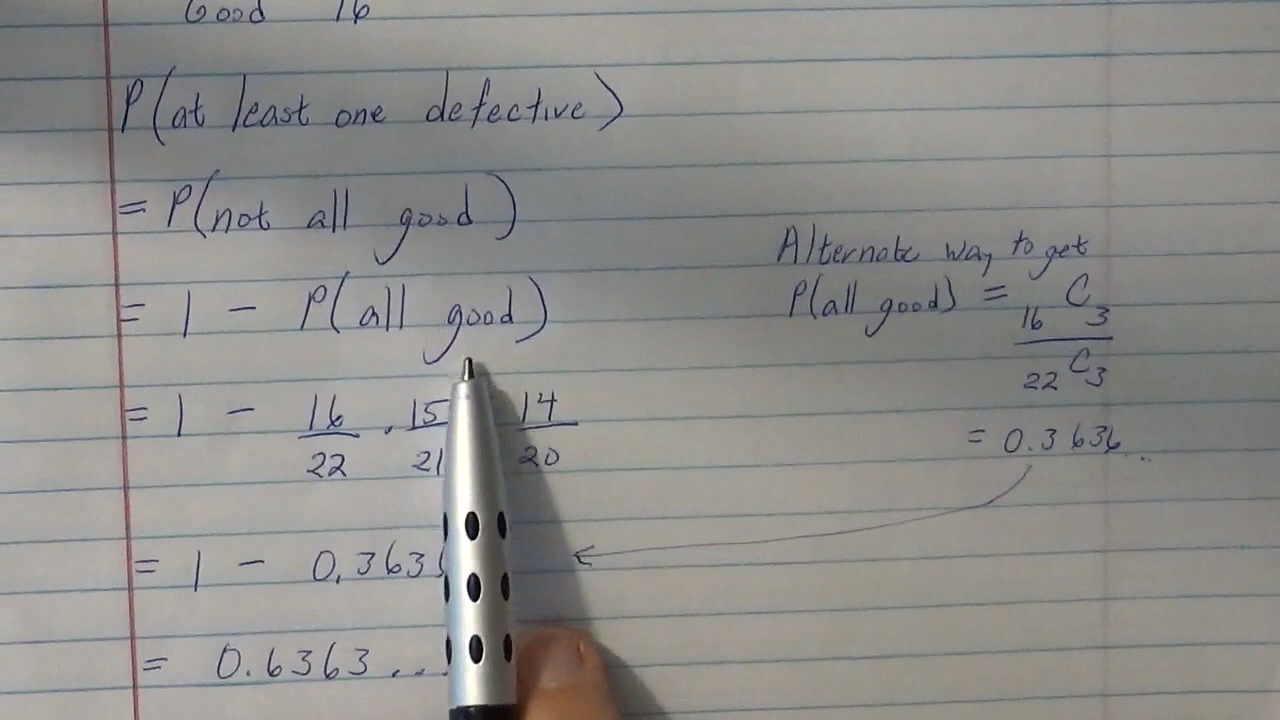 Good 16
P(at least one defective)
= P(not all good)
= 1 - P(all good)
= 1 - 16/22 . 15/21 14/20
= 1 - 0.363
= 0.6363...
Alternate way to get
P(all good) = 16C3
22C3
= 0.3636...